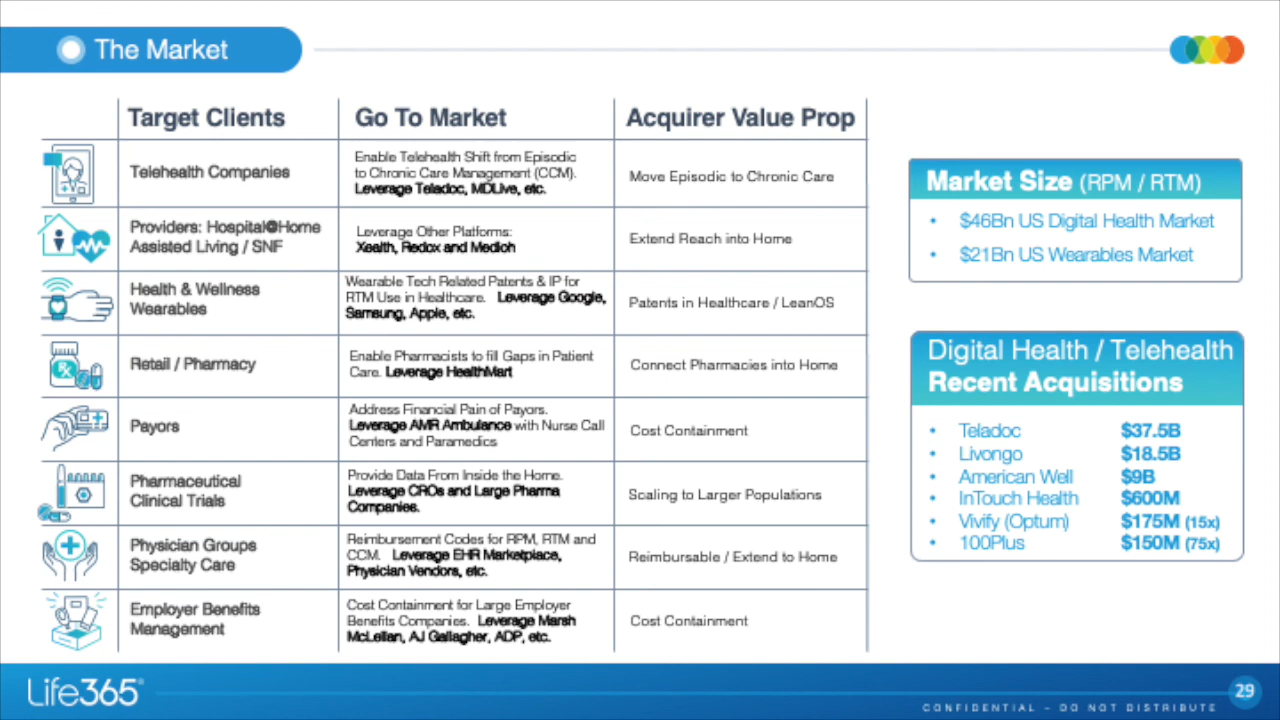 The Market
Target Clients
Go To Market
Acquirer Value Prop
Telehealth Companies
Enable Telehealth Shift from Episodic
to Chronic Care Management (CCM).
Leverage Teladoc, MDLive, etc.
Move Episodic to Chronic Care
Providers: Hospital@Home
Assisted Living / SNF
Leverage Other Platforms:
Xealth, Redox and Medioh
Extend Reach into Home
Health & Wellness
Wearables
Wearable Tech Related Patents & IP for
RTM Use in Healthcare. Leverage Google,
Samsung, Apple, etc.
Patents in Healthcare / LeanOS
Retail / Pharmacy
Enable Pharmacists to fill Gaps in Patient
Care. Leverage HealthMart
Connect Pharmacies into Home
Payors
Address Financial Pain of Payors.
Leverage AMR Ambulance with Nurse Call
Centers and Paramedics
Cost Containment
Pharmaceutical
Clinical Trials
Provide Data From Inside the Home.
Leverage CROs and Large Pharma
Companies.
Scaling to Larger Populations
Physician Groups
Specialty Care
Reimbursement Codes for RPM, RTM and
CCM. Leverage EHR Marketplace,
Physician Vendors, etc.
Reimbursable / Extend to Home
Employer Benefits
Management
Cost Containment for Large Employer
Benefits Companies. Leverage Marsh
McLellan, AJ Gallagher, ADP, etc.
Cost Containment
Market Size (RPM / RTM)
• $46Bn US Digital Health Market
• $21Bn US Wearables Market
Digital Health / Telehealth
Recent Acquisitions
• Teladoc $37.5B
• Livongo $18.5B
• American Well $9B
• InTouch Health $600M
• Vivify (Optum) $175M (15x)
• 100Plus $150M (75x)
Life365®
29
CONFIDENTIAL – DO NOT DISTRIBUTE